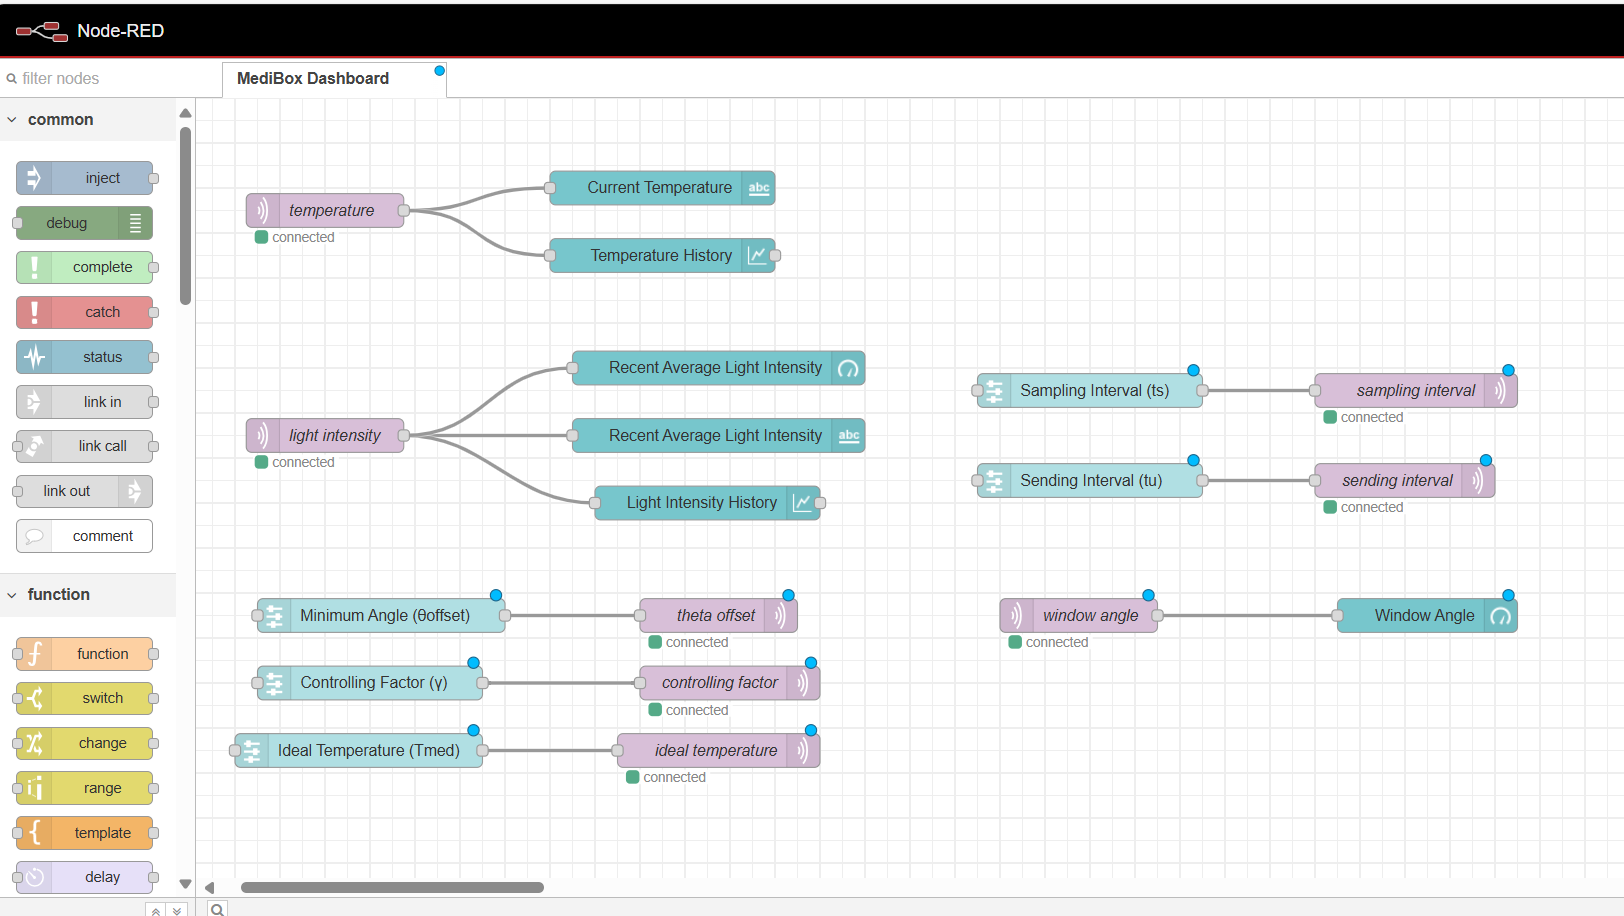 Node-RED
filter nodes
MediBox Dashboard
common
inject
debug
complete
catch
status
link in
link call
link out
comment
function
function
switch
change
range
template
delay
temperature
connected
Current Temperature
abc
Temperature History
light intensity
connected
Recent Average Light Intensity
Recent Average Light Intensity
abc
Light Intensity History
Sampling Interval (ts)
sampling interval
connected
Sending Interval (tu)
sending interval
connected
Minimum Angle (θoffset)
theta offset
connected
Controlling Factor (γ)
controlling factor
connected
Ideal Temperature (Tmed)
ideal temperature
connected
window angle
connected
Window Angle